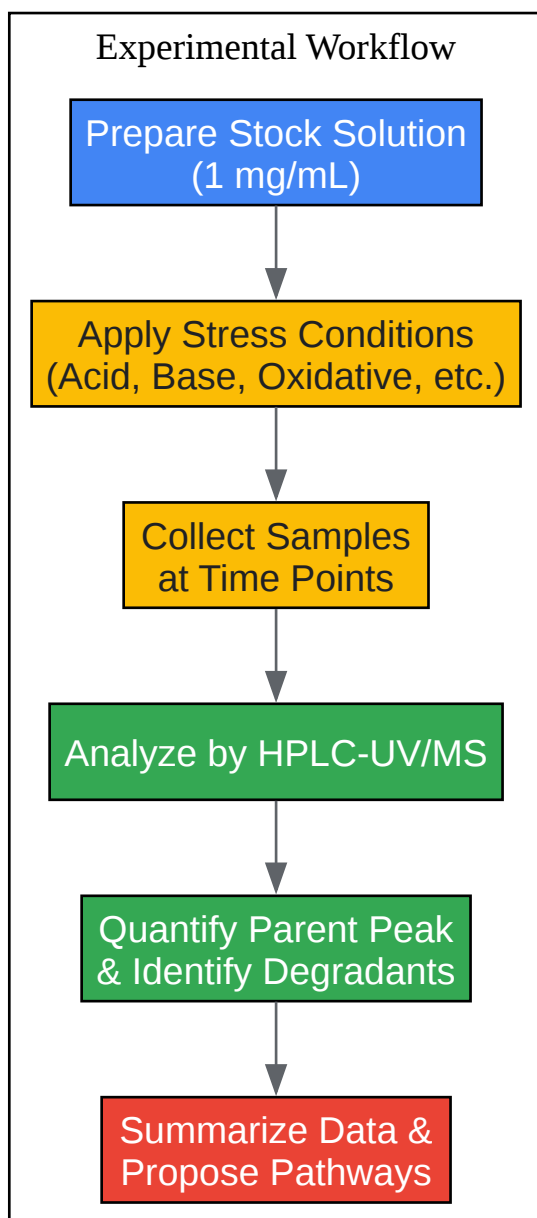 Experimental Workflow
Prepare Stock Solution
(1 mg/mL)
Apply Stress Conditions
(Acid, Base, Oxidative, etc.)
Collect Samples
at Time Points
Analyze by HPLC-UV/MS
Quantify Parent Peak
& Identify Degradants
Summarize Data &
Propose Pathways